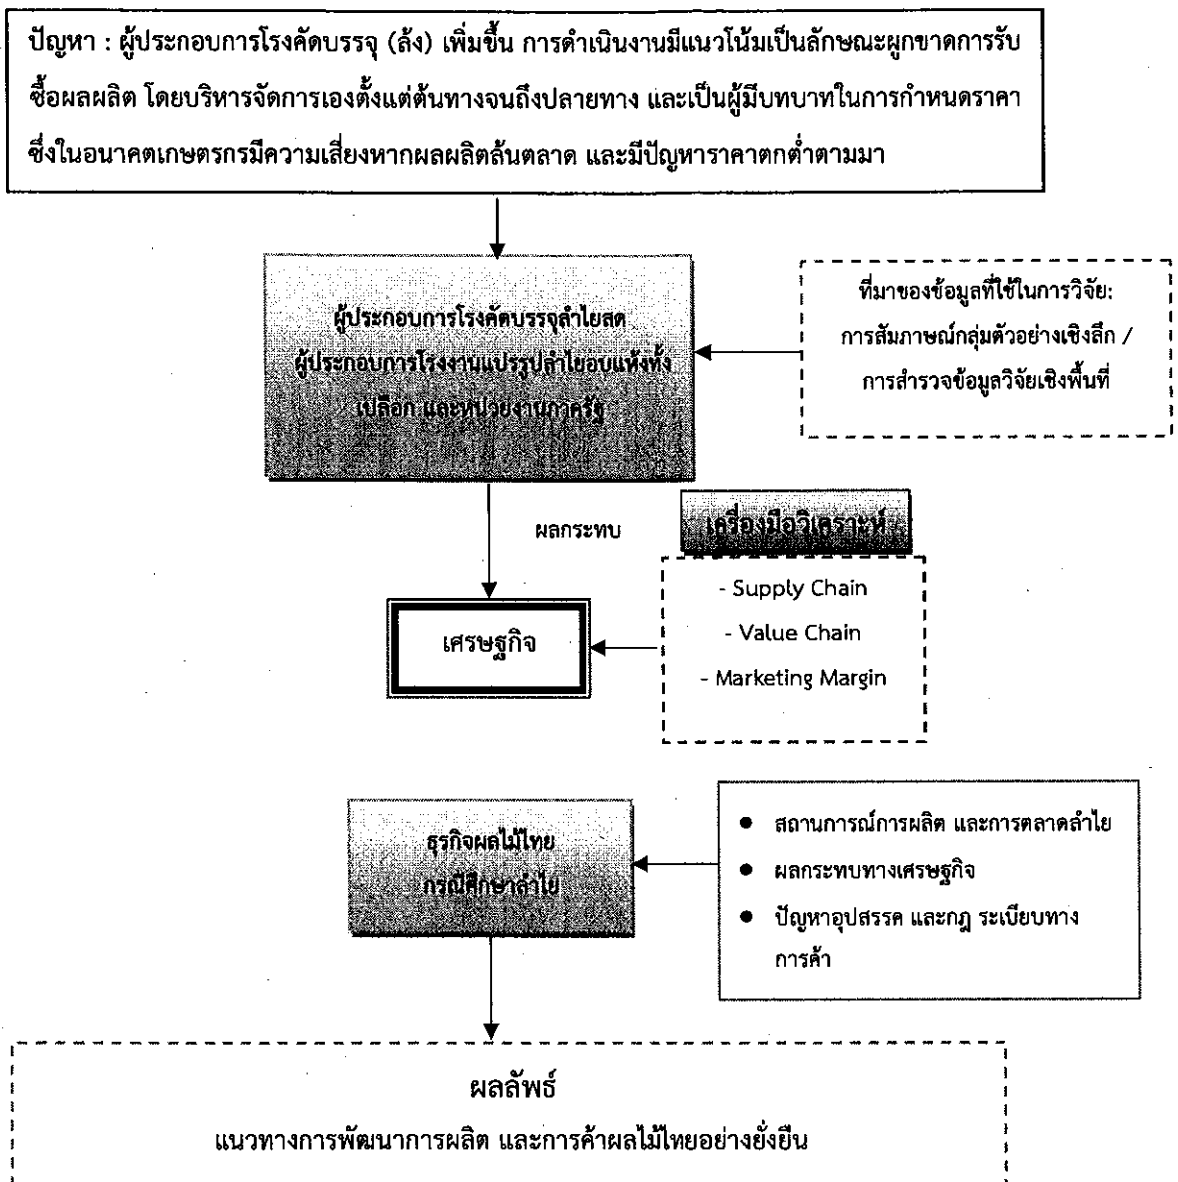 ปัญหา : ผู้ประกอบการโรงคัดบรรจุ (ล้ง) เพิ่มขึ้น การดำเนินงานมีแนวโน้มเป็นลักษณะผูกขาดการรับ
ซื้อผลผลิต โดยบริหารจัดการเองตั้งแต่ต้นทางจนถึงปลายทาง และเป็นผู้มีบทบาทในการกำหนดราคา
ซึ่งในอนาคตเกษตรกรมีความเสี่ยงหากผลผลิตล้นตลาด และมีปัญหาราคาตกต่ำตามมา
ผู้ประกอบการโรงคัดบรรจุลำไยสด
ผู้ประกอบการโรงงานแปรรูปลำไยอบแห้งทั้ง
เปลือก และหน่วยงานภาครัฐ
ที่มาของข้อมูลที่ใช้ในการวิจัย:
การสัมภาษณ์กลุ่มตัวอย่างเชิงลึก /
การสำรวจข้อมูลวิจัยเชิงพื้นที่
ผลกระทบ
เครื่องมือวิเคราะห์
- Supply Chain
- Value Chain
- Marketing Margin
เศรษฐกิจ
ธุรกิจผลไม้ไทย
กรณีศึกษาลำไย
● สถานการณ์การผลิต และการตลาดลำไย
● ผลกระทบทางเศรษฐกิจ
● ปัญหาอุปสรรค และกฎ ระเบียบทาง
การค้า
ผลลัพธ์
แนวทางการพัฒนาการผลิต และการค้าผลไม้ไทยอย่างยั่งยืน